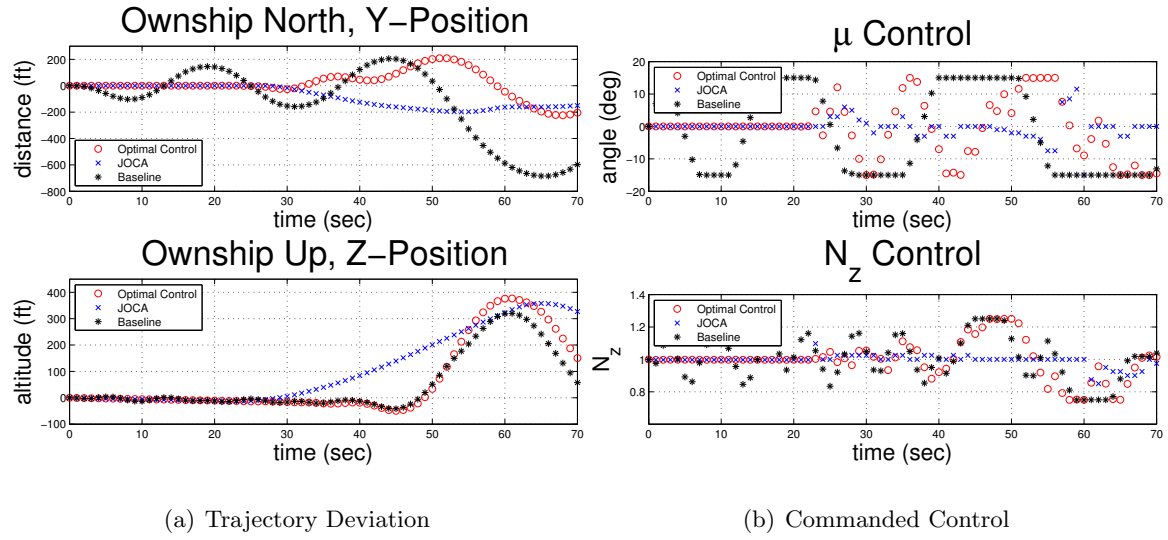 Ownship North, Y−Position
distance (ft)
200
0
−200
−400
−600
−800
Optimal Control
JOCA
Baseline
0 10 20 30 40 50 60 70
time (sec)
Ownship Up, Z−Position
altitude (ft)
400
300
200
100
0
−100
Optimal Control
JOCA
Baseline
0 10 20 30 40 50 60 70
time (sec)
(a) Trajectory Deviation
μ Control
angle (deg)
20
10
0
−10
−20
Optimal Control
JOCA
Baseline
0 10 20 30 40 50 60 70
time (sec)
N_z Control
N_z
1.4
1.2
1
0.8
Optimal Control
JOCA
Baseline
0 10 20 30 40 50 60 70
time (sec)
(b) Commanded Control